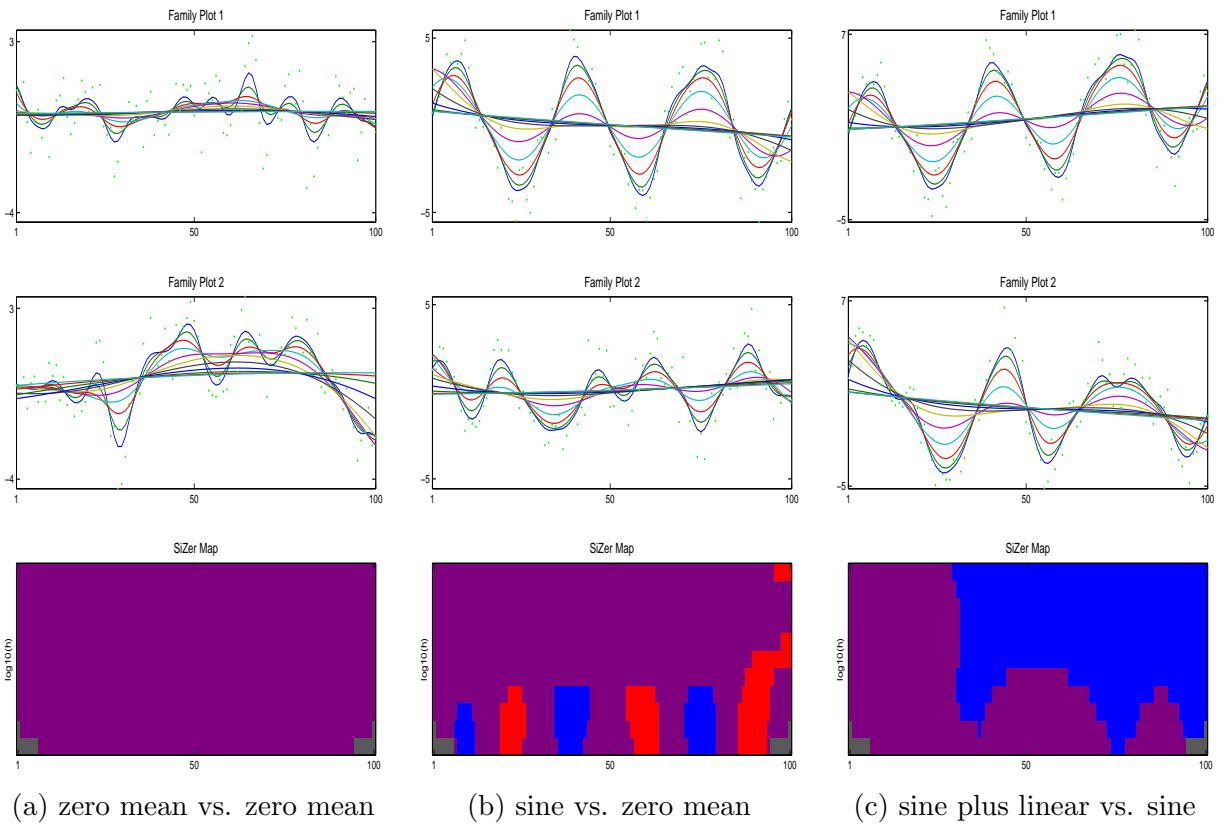 Family Plot 1
3
−4
1
50
100
Family Plot 1
5
−5
1
50
100
Family Plot 1
7
−5
1
50
100
Family Plot 2
3
−4
1
50
100
Family Plot 2
5
−5
1
50
100
Family Plot 2
7
−5
1
50
100
SiZer Map
log10(h)
1
50
100
SiZer Map
log10(h)
1
50
100
SiZer Map
log10(h)
1
50
100
(a) zero mean vs. zero mean
(b) sine vs. zero mean
(c) sine plus linear vs. sine